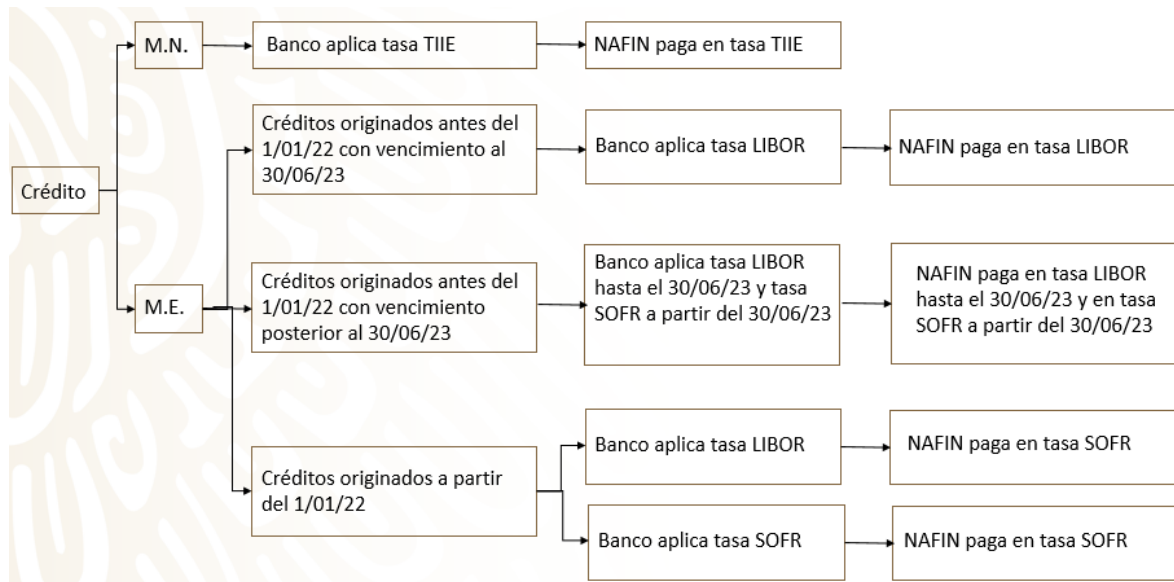 Crédito
M.N.
Banco aplica tasa TIIE
NAFIN paga en tasa TIIE
M.E.
Créditos originados antes del
1/01/22 con vencimiento al
30/06/23
Banco aplica tasa LIBOR
NAFIN paga en tasa LIBOR
Créditos originados antes del
1/01/22 con vencimiento
posterior al 30/06/23
Banco aplica tasa LIBOR
hasta el 30/06/23 y tasa
SOFR a partir del 30/06/23
NAFIN paga en tasa LIBOR
hasta el 30/06/23 y en tasa
SOFR a partir del 30/06/23
Créditos originados a partir
del 1/01/22
Banco aplica tasa LIBOR
NAFIN paga en tasa SOFR
Banco aplica tasa SOFR
NAFIN paga en tasa SOFR